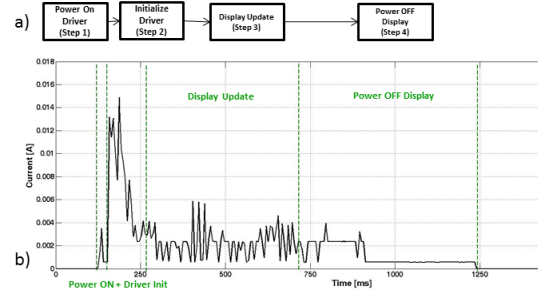 a)
Power On
Driver
(Step 1)
Initialize
Driver
(Step 2)
Display Update
(Step 3)
Power OFF
Display
(Step 4)
b)
Current [A]
0.018
0.016
0.014
0.012
0.01
0.008
0.006
0.004
0.002
0
Display Update
Power OFF Display
0
250
500
750
1000
1250
Power ON + Driver Init
Time [ms]